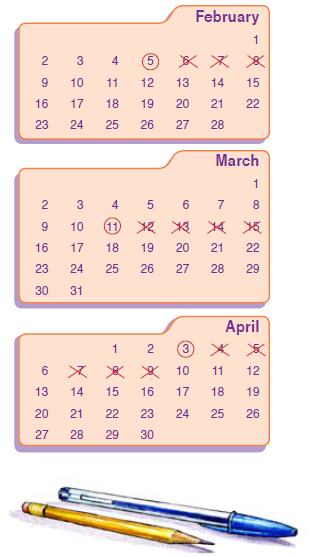 February
1
2 3 4 5 6 7 8
9 10 11 12 13 14 15
16 17 18 19 20 21 22
23 24 25 26 27 28
March
1
2 3 4 5 6 7 8
9 10 11 12 13 14 15
16 17 18 19 20 21 22
23 24 25 26 27 28 29
30 31
April
1 2 3 4 5
6 7 8 9 10 11 12
13 14 15 16 17 18 19
20 21 22 23 24 25 26
27 28 29 30